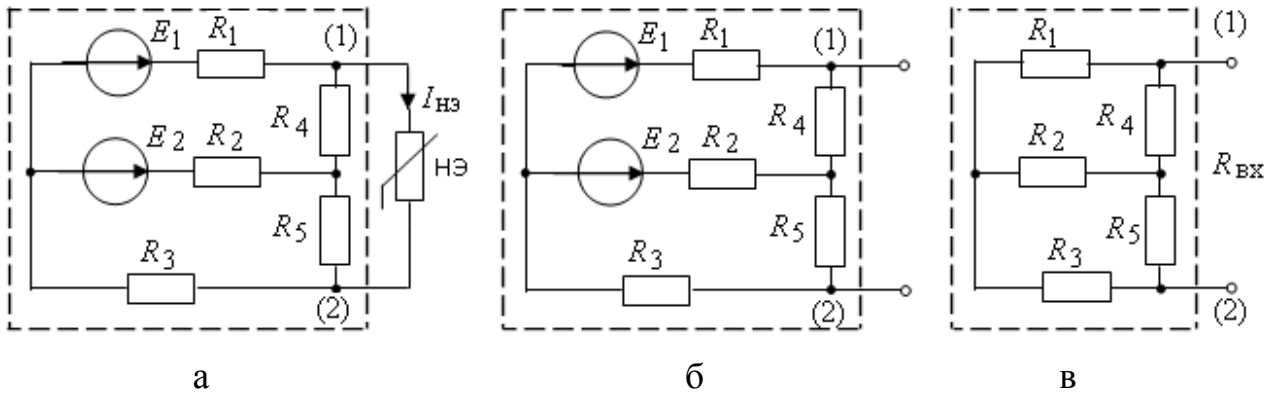 E1 R1 (1)
Iнэ
R4
E2 R2
нэ
R5
R3
(2)
а
E1 R1 (1)
R4
E2 R2
R5
R3
(2)
б
R1 (1)
R4
R2
Rвх
R5
R3
(2)
в